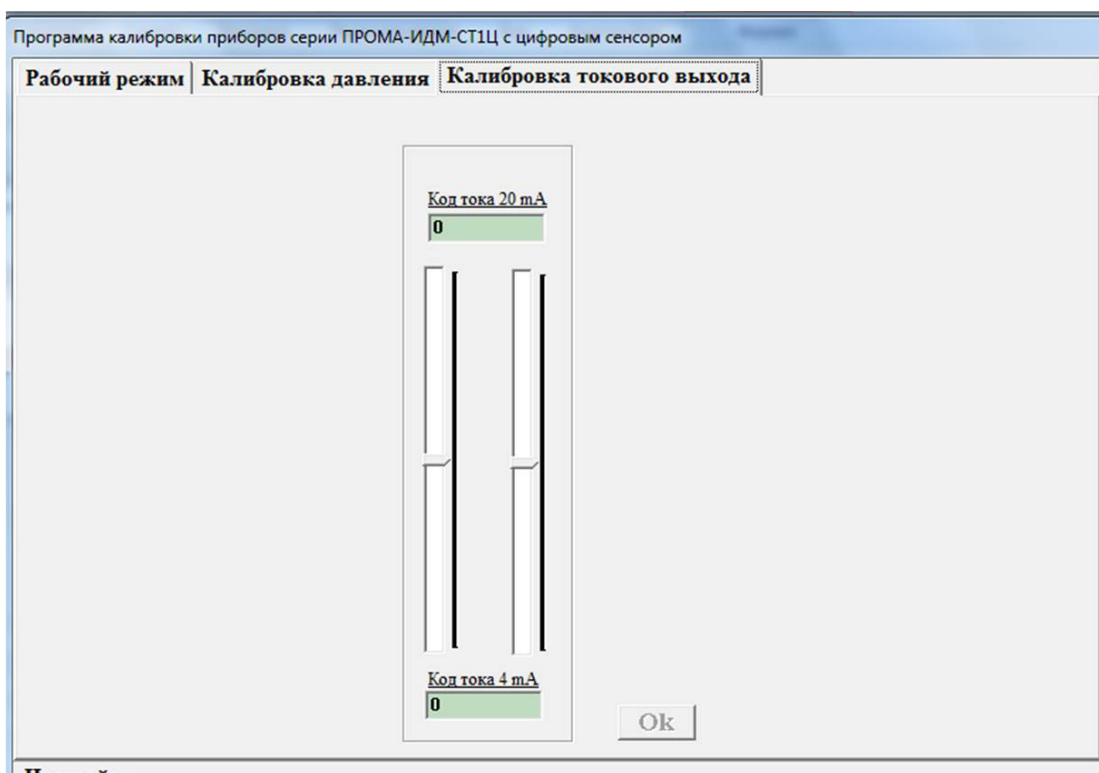 Программа калибровки приборов серии ПРОМА-ИДМ-СТ1Ц с цифровым сенсором
Рабочий режим Калибровка давления Калибровка токового выхода
Код тока 20 mA
0
Код тока 4 mA
0
Ok